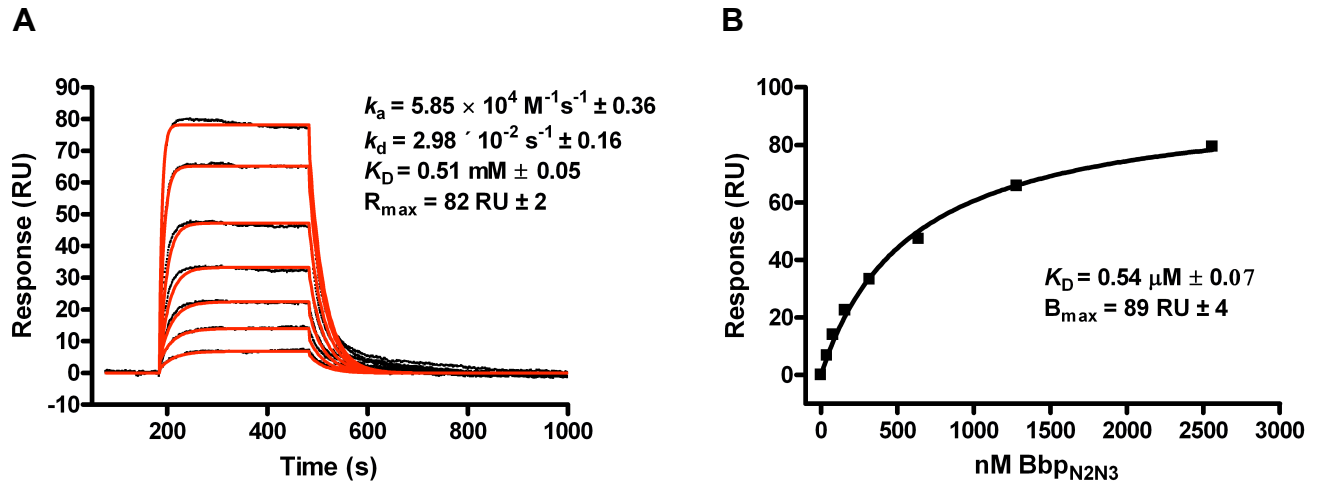 A
B
90
80
70
60
50
40
30
20
10
0
-10
Response (RU)
200
400
600
800
1000
Time (s)
kₐ = 5.85 × 10⁴ M⁻¹s⁻¹ ± 0.36
k_d = 2.98 ´ 10⁻² s⁻¹ ± 0.16
K_D = 0.51 mM ± 0.05
R_max = 82 RU ± 2
100
80
60
40
20
0
Response (RU)
0
500
1000
1500
2000
2500
3000
nM Bbp_N2N3
K_D = 0.54 µM ± 0.07
B_max = 89 RU ± 4